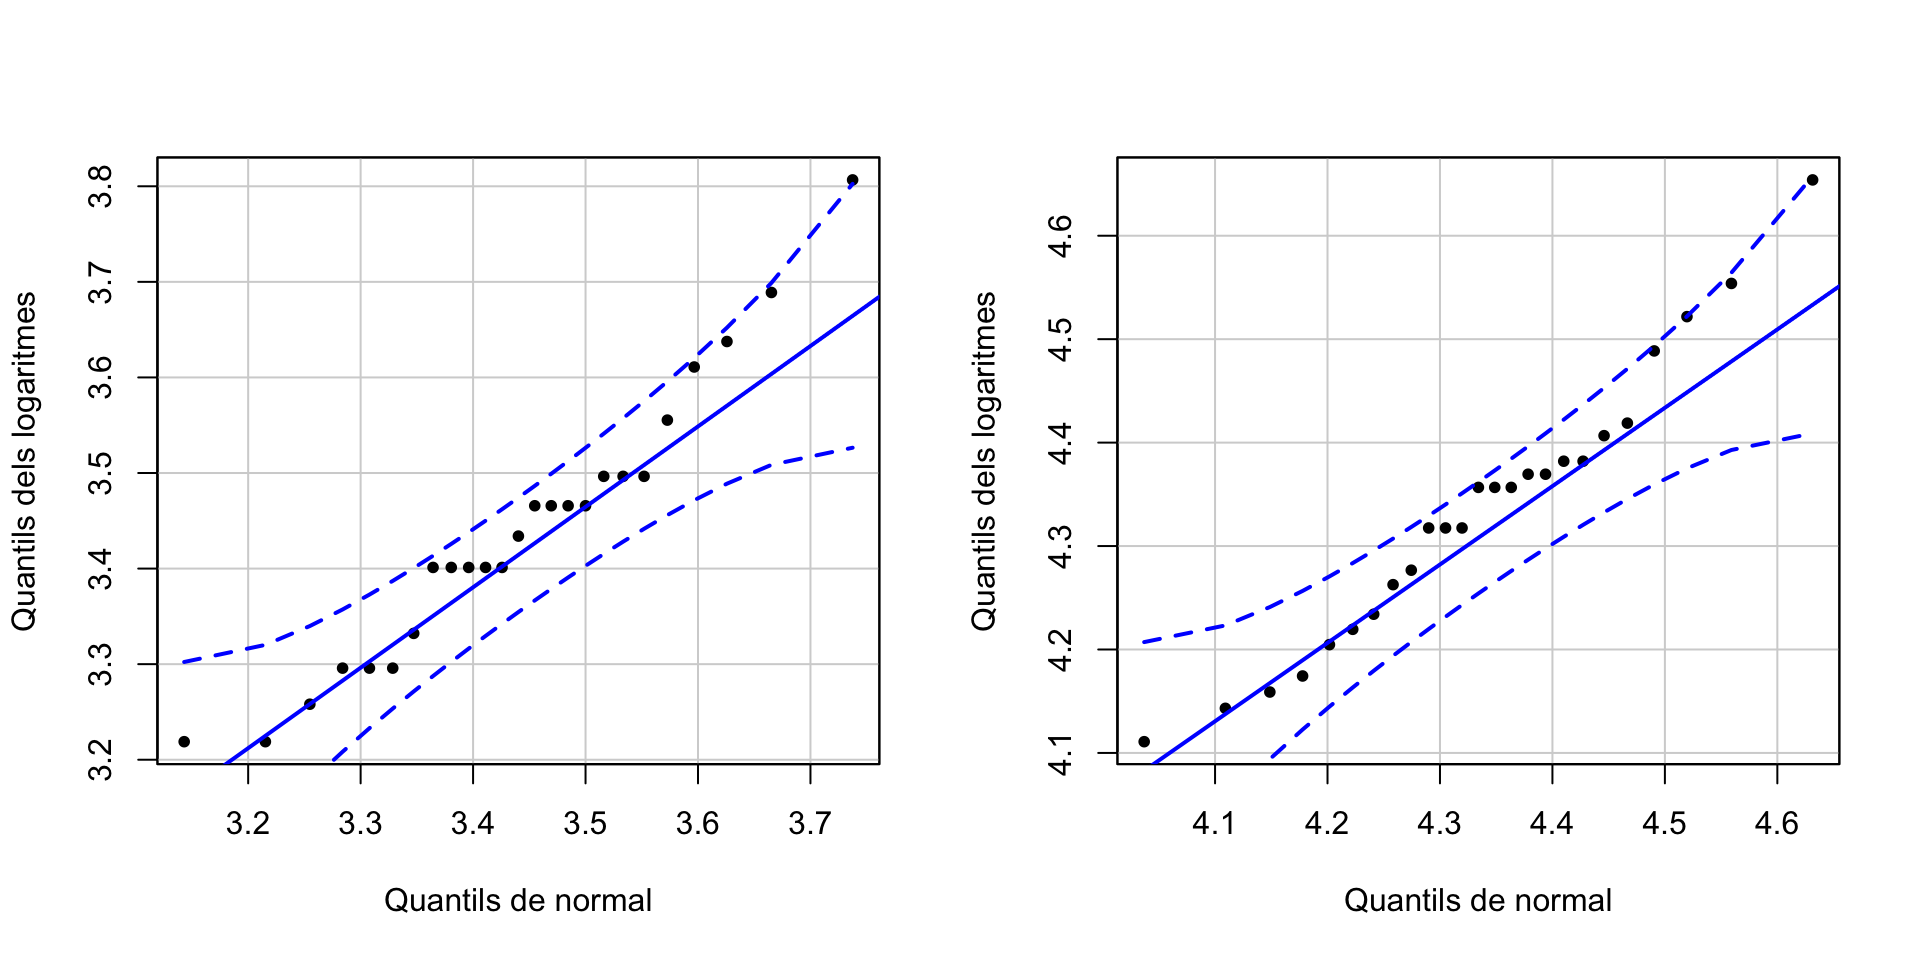 Quantils dels logaritmes
3.8
3.7
3.6
3.5
3.4
3.3
3.2
3.2 3.3 3.4 3.5 3.6 3.7
Quantils de normal
Quantils dels logaritmes
4.6
4.5
4.4
4.3
4.2
4.1
4.1 4.2 4.3 4.4 4.5 4.6
Quantils de normal